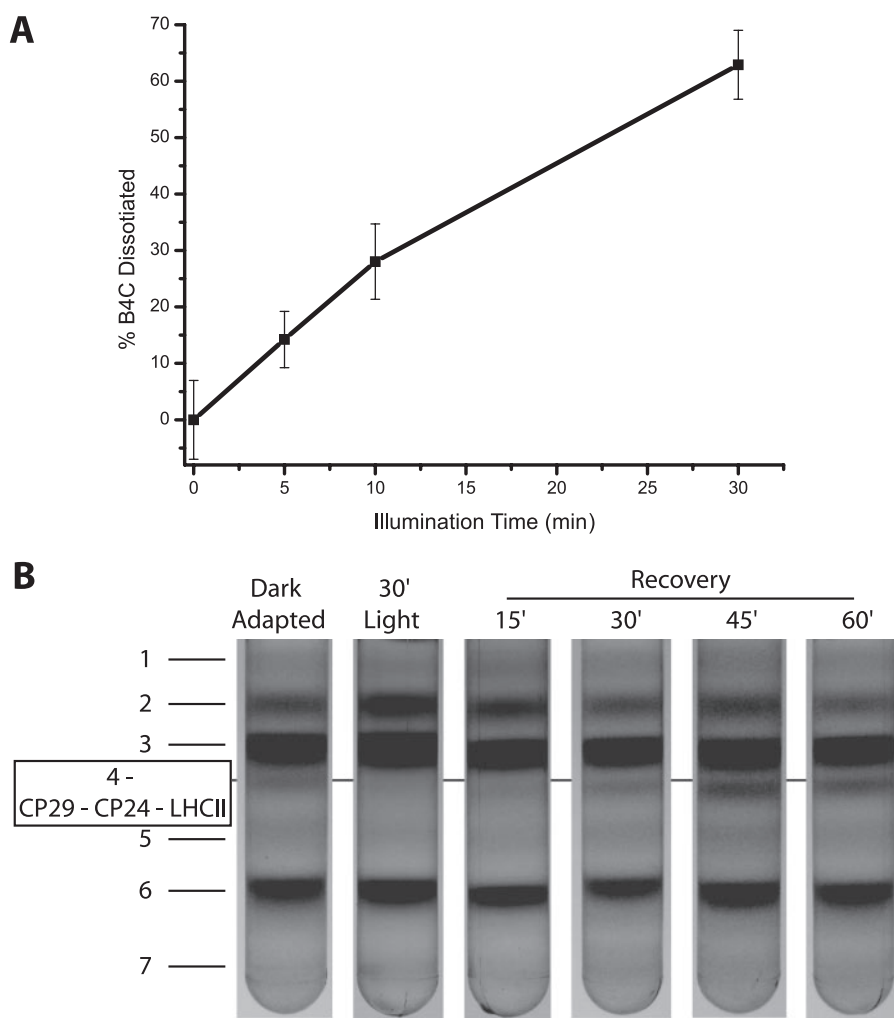 A
70
60
50
40
30
20
10
0
% B4C Dissotiated
0 5 10 15 20 25 30
Illumination Time (min)
B
Dark Adapted
30' Light
Recovery
15' 30' 45' 60'
1
2
3
4 -
CP29 - CP24 - LHCII
5
6
7